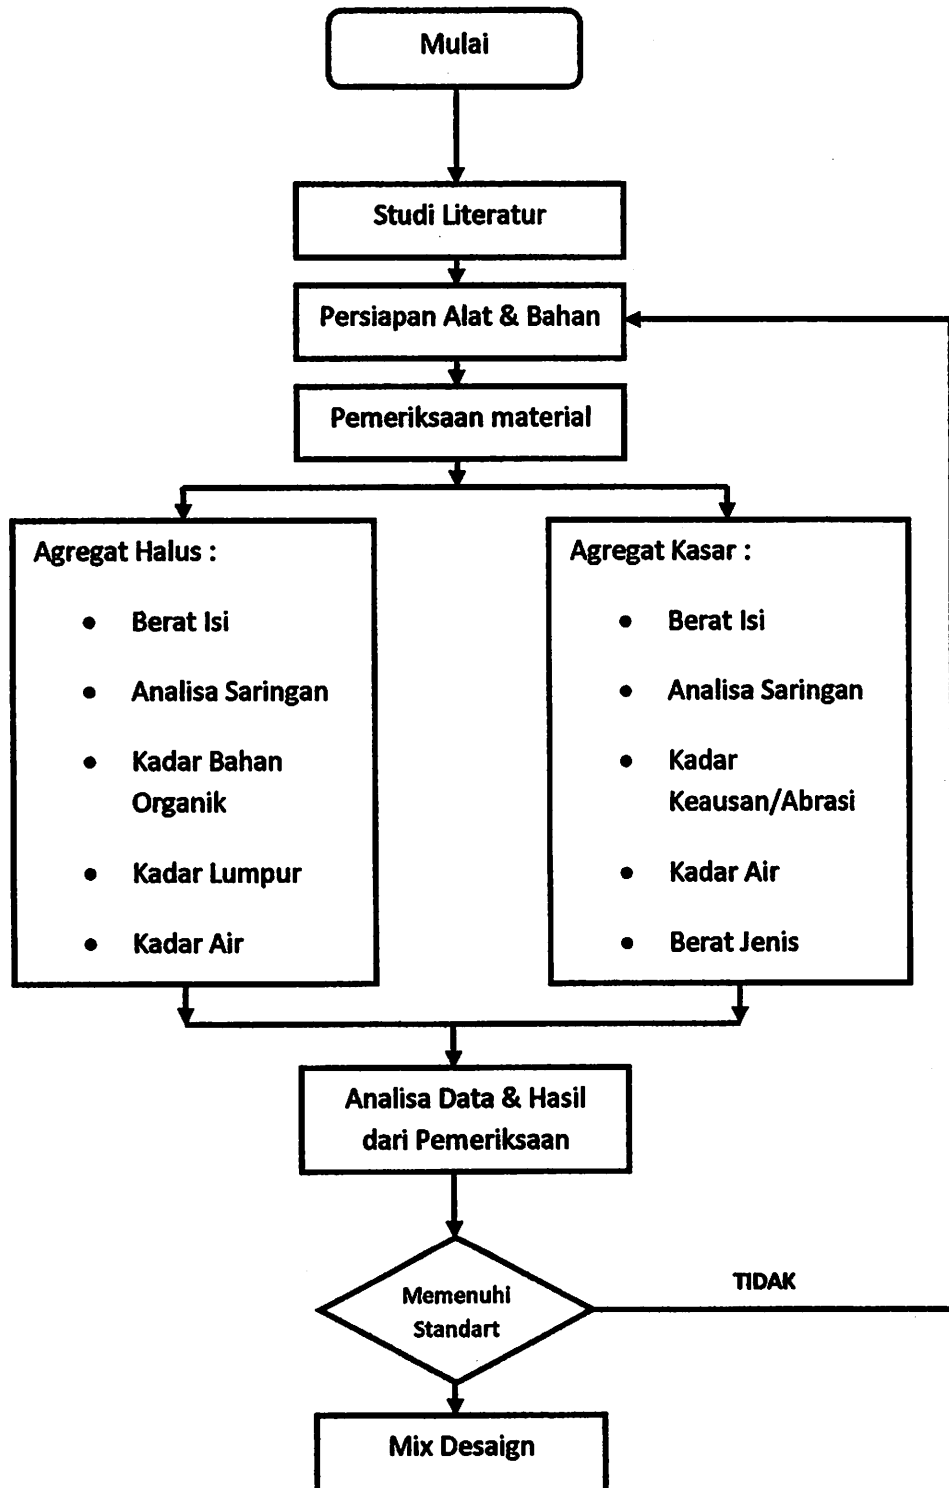 Mulai
Studi Literatur
Persiapan Alat & Bahan
Pemeriksaan material
Agregat Halus :
• Berat Isi
• Analisa Saringan
• Kadar Bahan
Organik
• Kadar Lumpur
• Kadar Air
Agregat Kasar :
• Berat Isi
• Analisa Saringan
• Kadar
Keausan/Abrasi
• Kadar Air
• Berat Jenis
Analisa Data & Hasil
dari Pemeriksaan
Memenuhi
Standart
TIDAK
Mix Desaign